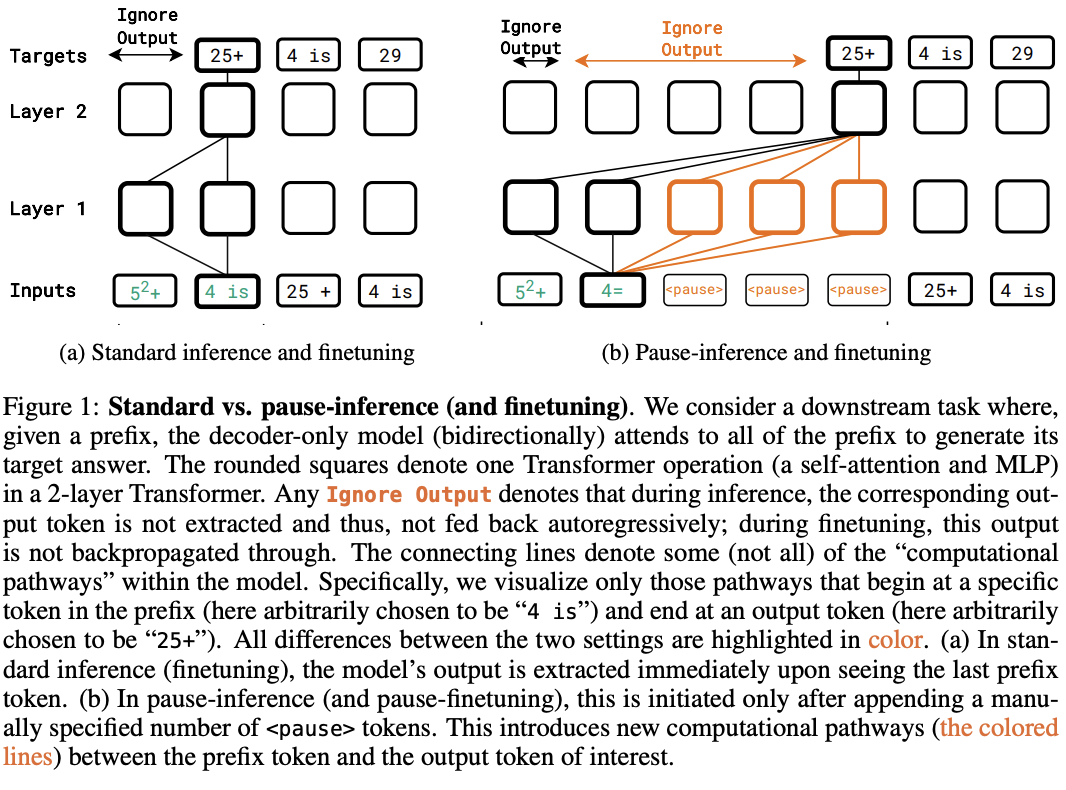 Ignore
Output
Targets
25+
4 is
29
Layer 2
Layer 1
Inputs
5²+
4 is
25 +
4 is
(a) Standard inference and finetuning
Ignore
Output
Ignore
Output
25+
4 is
29
5²+
4=
<pause>
<pause>
<pause>
25+
4 is
(b) Pause-inference and finetuning
Figure 1: Standard vs. pause-inference (and finetuning). We consider a downstream task where,
given a prefix, the decoder-only model (bidirectionally) attends to all of the prefix to generate its
target answer. The rounded squares denote one Transformer operation (a self-attention and MLP)
in a 2-layer Transformer. Any Ignore Output denotes that during inference, the corresponding out-
put token is not extracted and thus, not fed back autoregressively; during finetuning, this output
is not backpropagated through. The connecting lines denote some (not all) of the “computational
pathways” within the model. Specifically, we visualize only those pathways that begin at a specific
token in the prefix (here arbitrarily chosen to be “4 is”) and end at an output token (here arbitrarily
chosen to be “25+”). All differences between the two settings are highlighted in color. (a) In stan-
dard inference (finetuning), the model’s output is extracted immediately upon seeing the last prefix
token. (b) In pause-inference (and pause-finetuning), this is initiated only after appending a manu-
ally specified number of <pause> tokens. This introduces new computational pathways (the colored
lines) between the prefix token and the output token of interest.